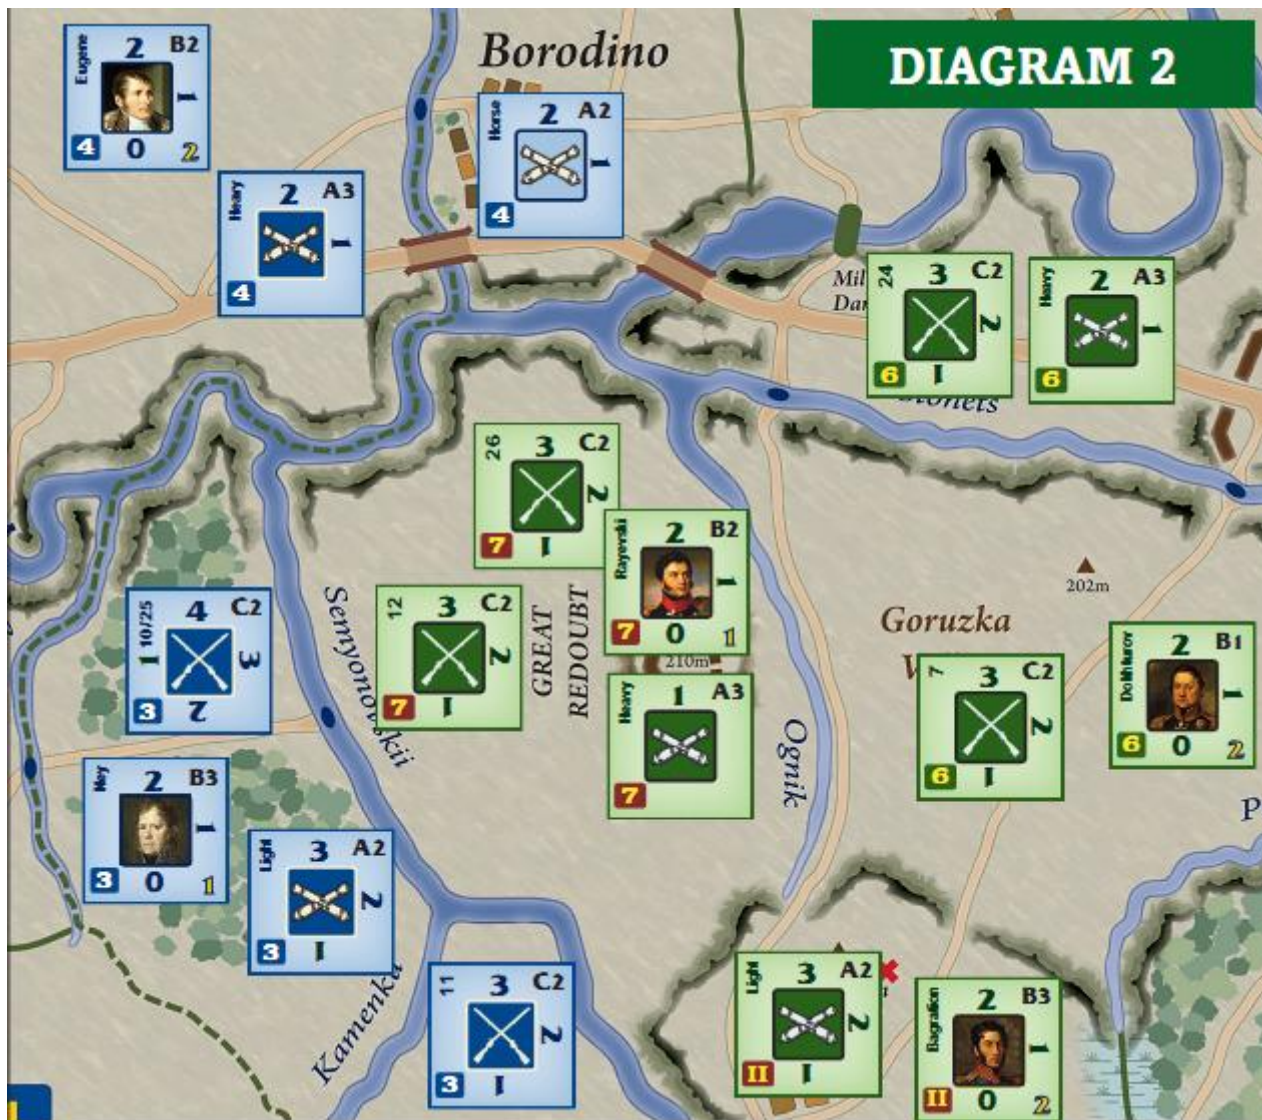 DIAGRAM 2
Borodino
Eugene
2
B2
1
0
4
2
Horse
2
A2
1
4
Heavy
2
A3
1
4
Mill
Dam
24
3
C2
2
1
6
Heavy
2
A3
1
6
Stonets
26
3
C2
2
1
7
Rayevski
2
B2
1
0
7
1
202m
Goruzka
GREAT
REDOUBT
210m
12
3
C2
2
1
7
1 10/25
4
C2
3
2
3
Semyonovskii
Heavy
1
A3
7
Ognik
7
3
C2
2
1
6
Dokhturov
2
B1
1
0
6
2
P
Ney
2
B3
1
0
3
1
Light
3
A2
2
1
3
Kamenka
11
3
C2
2
1
3
Light
3
A2
2
1
II
Bagration
2
B3
1
0
II
2